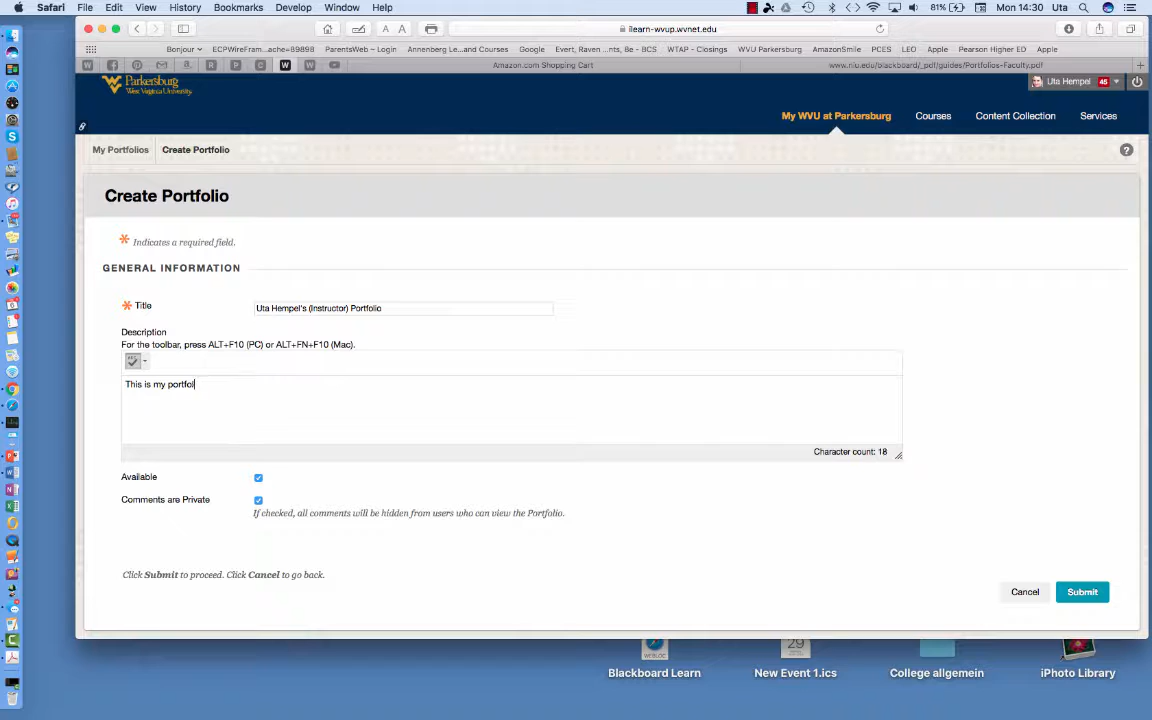 Safari File Edit View History Bookmarks Develop Window Help 81% Mon 14:30 Uta
ilearn-wvup.wvnet.edu
Bonjour ECPWireFram...ache=89898 ParentsWeb – Login Annenberg Le...and Courses Google Evert, Raven ....nts, Be - BCS WTAP - Closings WVU Parkersburg AmazonSmile PCES LEO Apple Pearson Higher ED Apple
Amazon.com Shopping Cart www.niu.edu/blackboard/_pdf/guides/Portfolios-Faculty.pdf
Parkersburg
West Virginia University
Uta Hempel 45
My WVU at Parkersburg Courses Content Collection Services
My Portfolios Create Portfolio
Create Portfolio
Indicates a required field.
GENERAL INFORMATION
Title Uta Hempel's (Instructor) Portfolio
Description
For the toolbar, press ALT+F10 (PC) or ALT+FN+F10 (Mac).
This is my portfoi
Character count: 18
Available
Comments are Private
If checked, all comments will be hidden from users who can view the Portfolio.
Click Submit to proceed. Click Cancel to go back.
Cancel Submit
Blackboard Learn New Event 1.ics College allgemein iPhoto Library